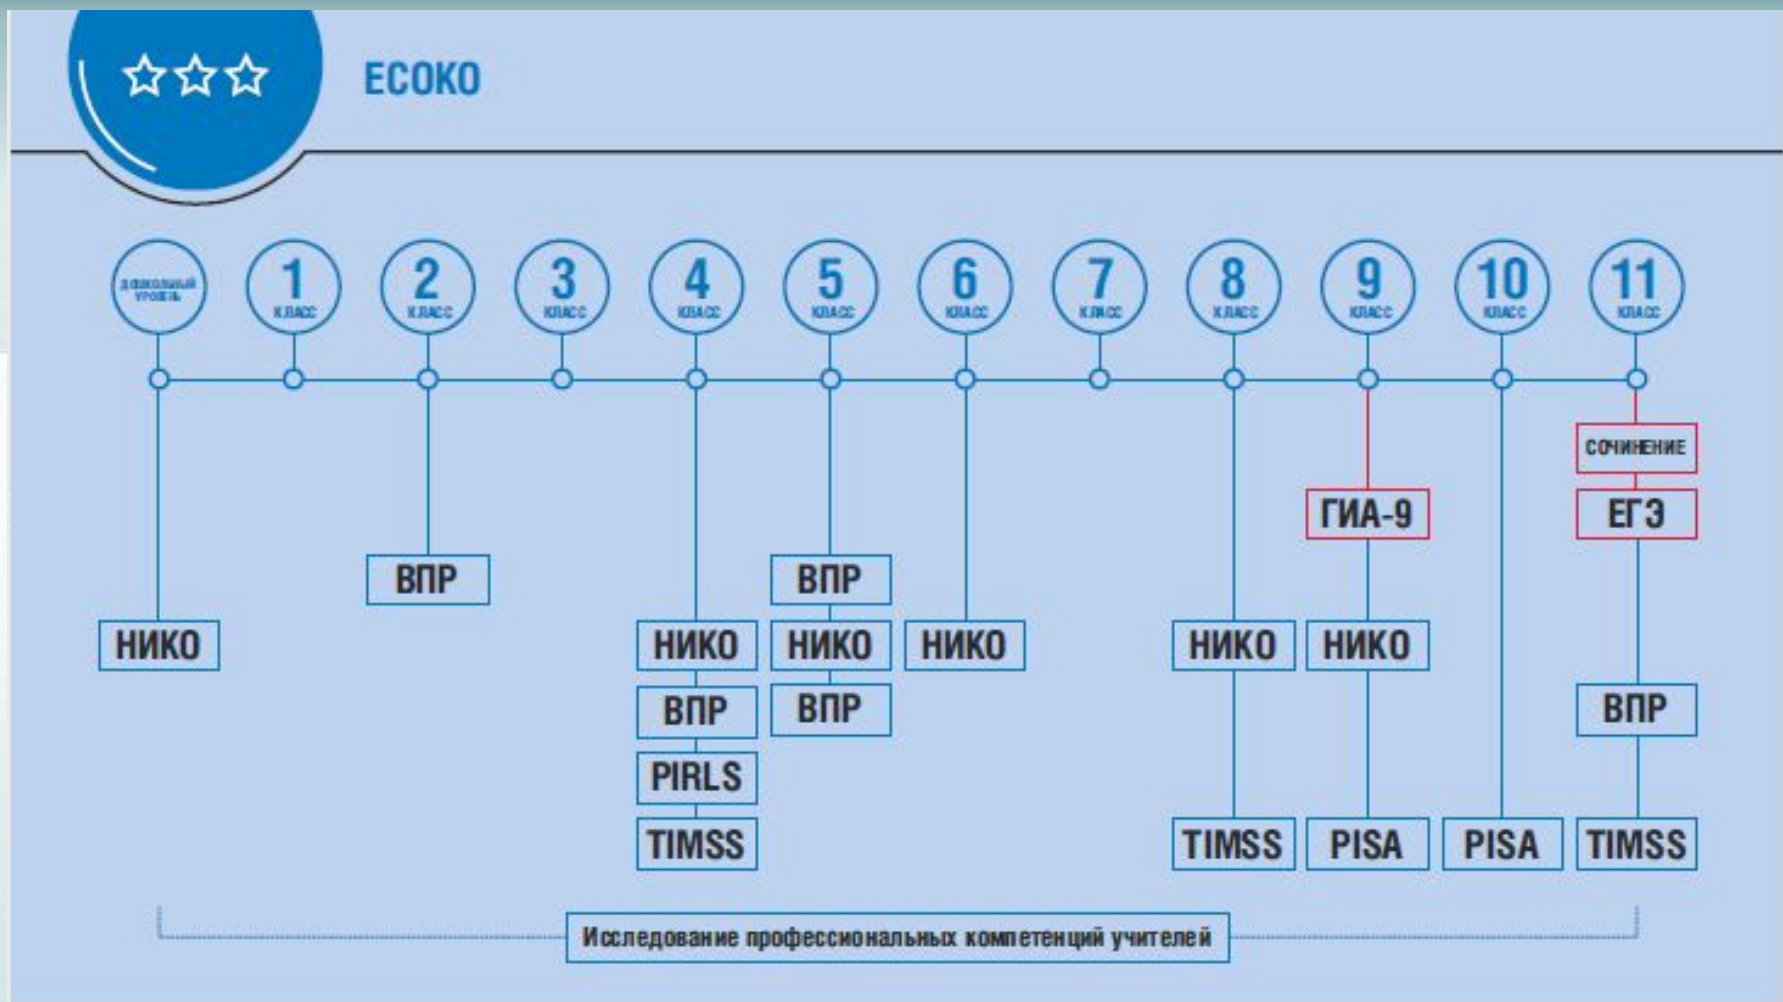 ЕСОКО
ДОШКОЛЬНЫЙ
УРОВЕНЬ
1
КЛАСС
2
КЛАСС
3
КЛАСС
4
КЛАСС
5
КЛАСС
6
КЛАСС
7
КЛАСС
8
КЛАСС
9
КЛАСС
10
КЛАСС
11
КЛАСС
СОЧИНЕНИЕ
ГИА-9
ЕГЭ
ВПР
ВПР
НИКО
НИКО
НИКО
НИКО
НИКО
НИКО
ВПР
ВПР
ВПР
PIRLS
TIMSS
TIMSS
PISA
PISA
TIMSS
Исследование профессиональных компетенций учителей